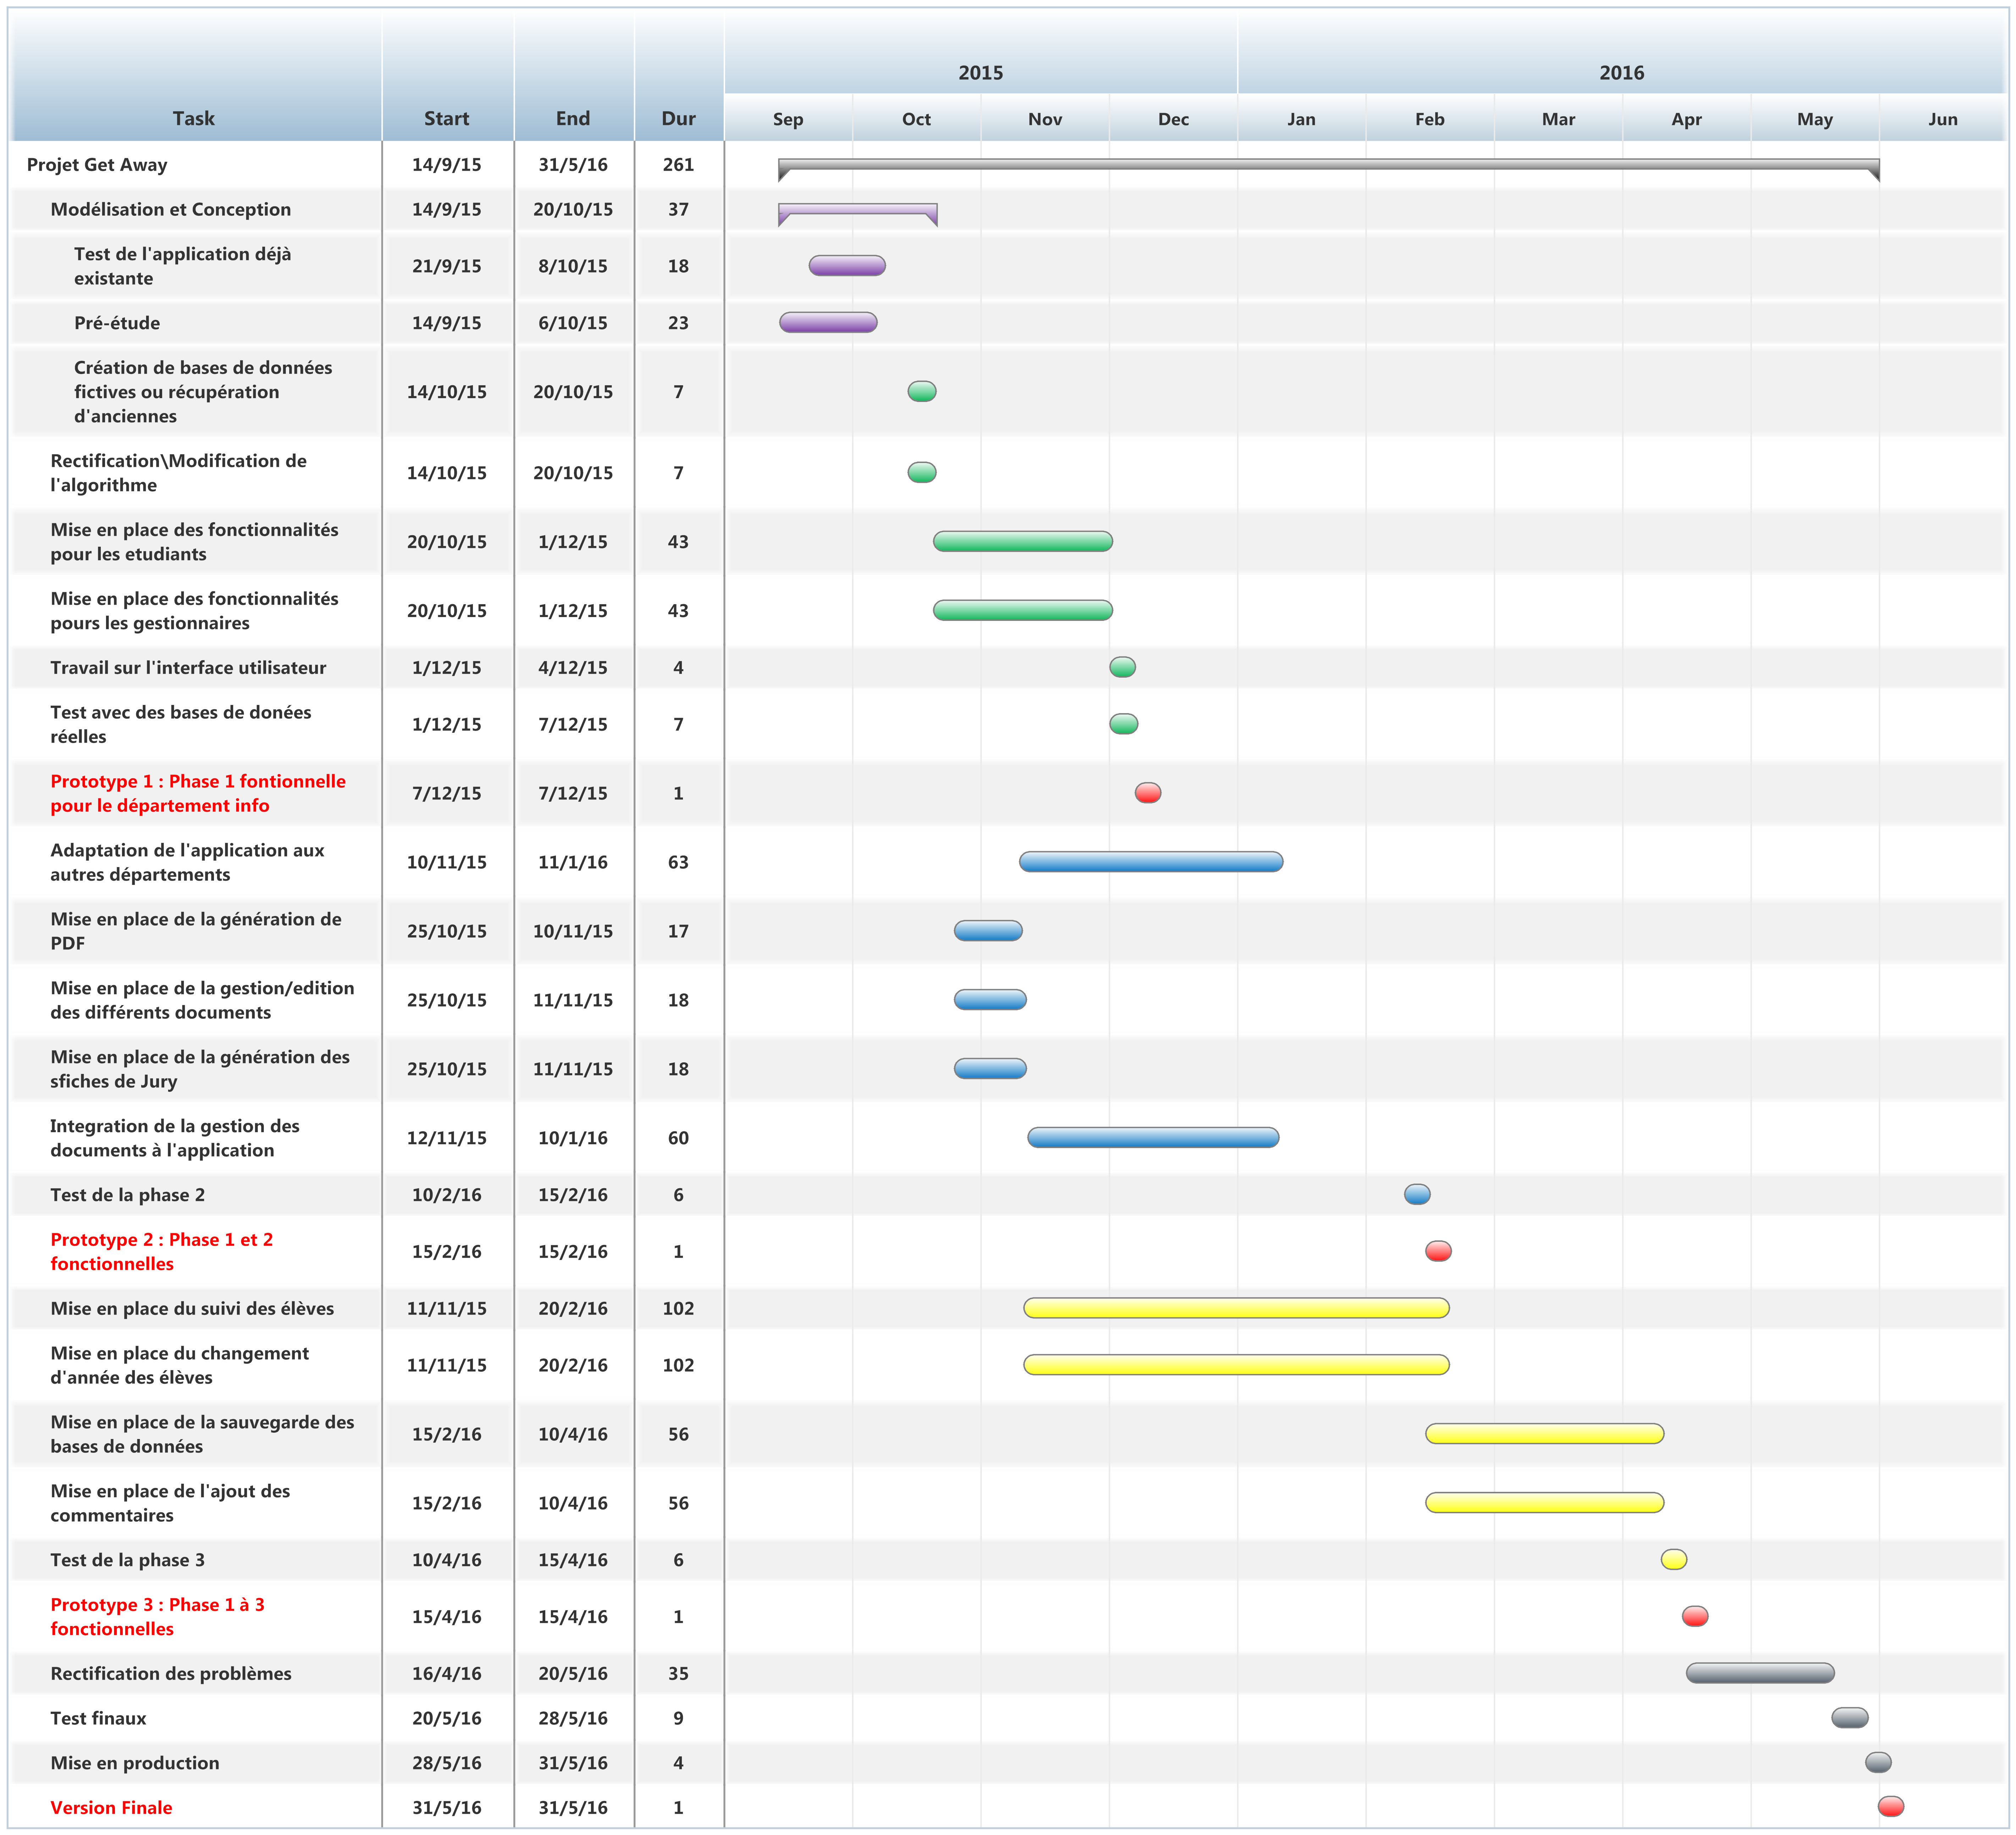 2015 2016
Task Start End Dur Sep Oct Nov Dec Jan Feb Mar Apr May Jun
Projet Get Away 14/9/15 31/5/16 261
Modélisation et Conception 14/9/15 20/10/15 37
Test de l'application déjà
existante 21/9/15 8/10/15 18
Pré-étude 14/9/15 6/10/15 23
Création de bases de données
fictives ou récupération 14/10/15 20/10/15 7
d'anciennes
Rectification\Modification de
l'algorithme 14/10/15 20/10/15 7
Mise en place des fonctionnalités
pour les etudiants 20/10/15 1/12/15 43
Mise en place des fonctionnalités
pours les gestionnaires 20/10/15 1/12/15 43
Travail sur l'interface utilisateur 1/12/15 4/12/15 4
Test avec des bases de donées
réelles 1/12/15 7/12/15 7
Prototype 1 : Phase 1 fontionnelle
pour le département info 7/12/15 7/12/15 1
Adaptation de l'application aux
autres départements 10/11/15 11/1/16 63
Mise en place de la génération de
PDF 25/10/15 10/11/15 17
Mise en place de la gestion/edition
des différents documents 25/10/15 11/11/15 18
Mise en place de la génération des
sfiches de Jury 25/10/15 11/11/15 18
Integration de la gestion des
documents à l'application 12/11/15 10/1/16 60
Test de la phase 2 10/2/16 15/2/16 6
Prototype 2 : Phase 1 et 2
fonctionnelles 15/2/16 15/2/16 1
Mise en place du suivi des élèves 11/11/15 20/2/16 102
Mise en place du changement
d'année des élèves 11/11/15 20/2/16 102
Mise en place de la sauvegarde des
bases de données 15/2/16 10/4/16 56
Mise en place de l'ajout des
commentaires 15/2/16 10/4/16 56
Test de la phase 3 10/4/16 15/4/16 6
Prototype 3 : Phase 1 à 3
fonctionnelles 15/4/16 15/4/16 1
Rectification des problèmes 16/4/16 20/5/16 35
Test finaux 20/5/16 28/5/16 9
Mise en production 28/5/16 31/5/16 4
Version Finale 31/5/16 31/5/16 1